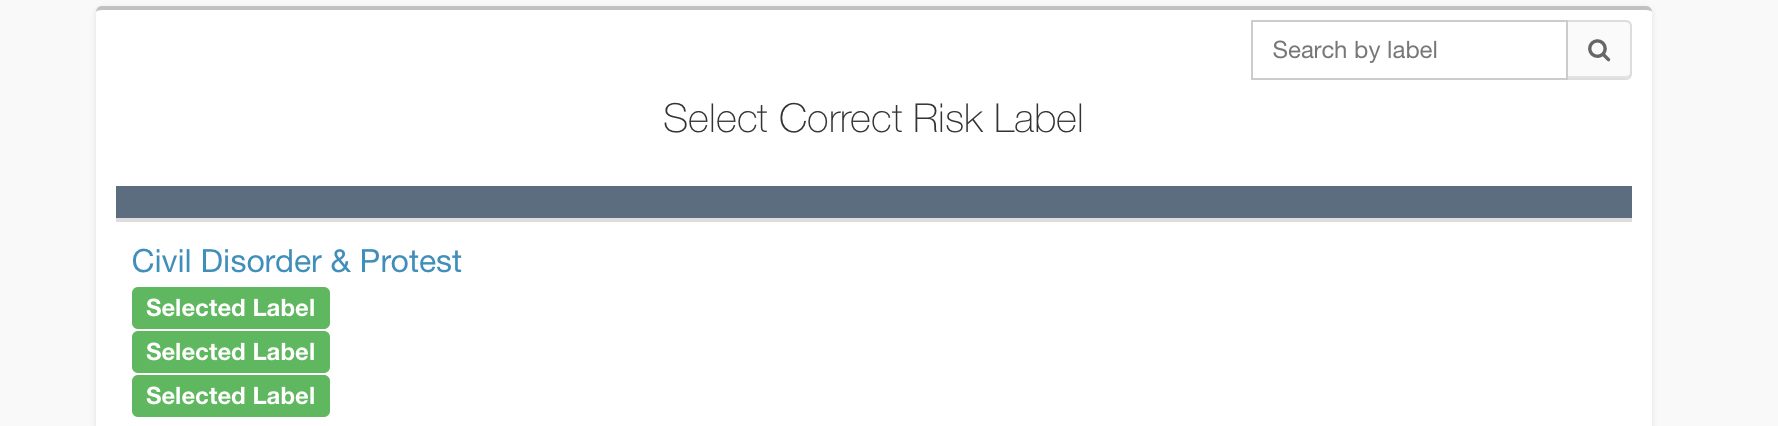 Search by label
Select Correct Risk Label
Civil Disorder & Protest
Selected Label
Selected Label
Selected Label